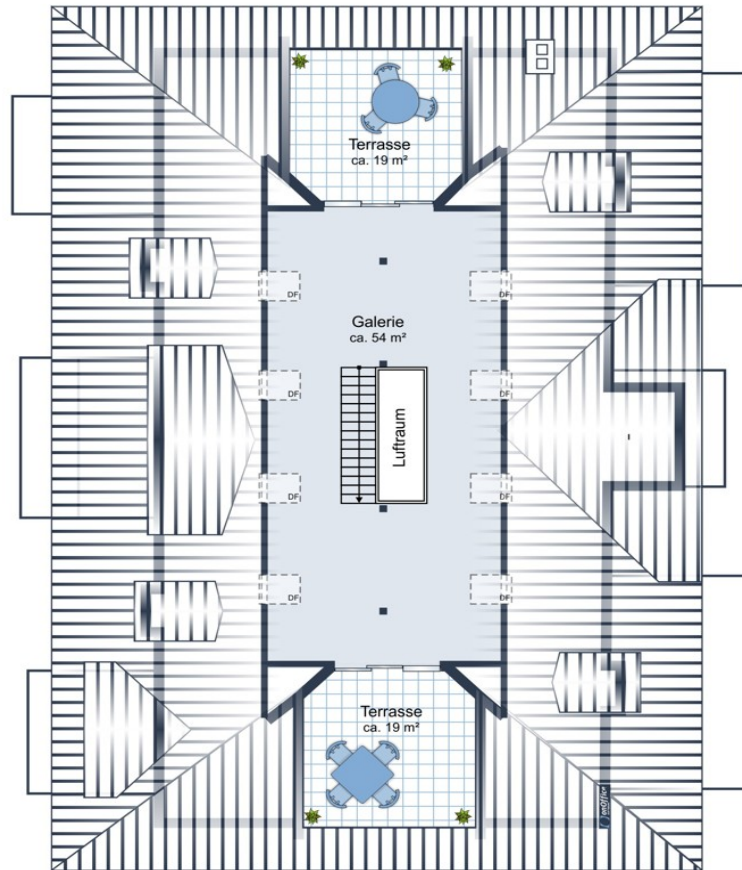 Terrasse
ca. 19 m²
DF
DF
Galerie
ca. 54 m²
DF
DF
Luftraum
DF
DF
DF
DF
Terrasse
ca. 19 m²
onOffice